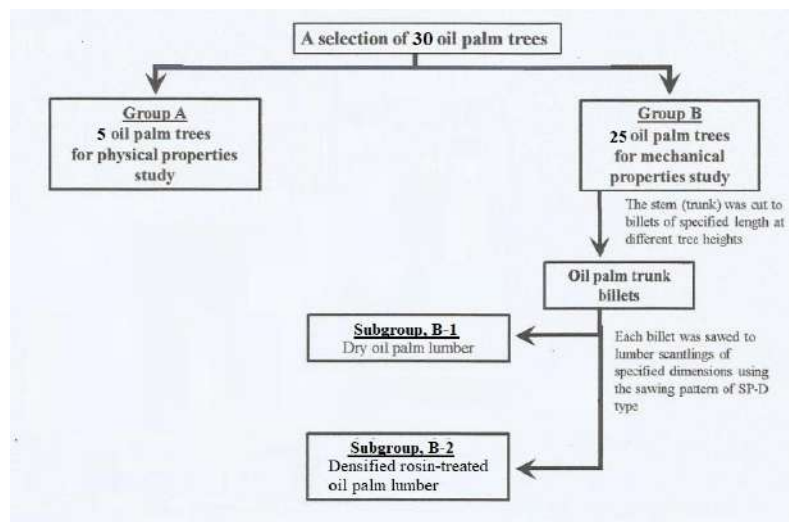 A selection of 30 oil palm trees
Group A
5 oil palm trees
for physical properties
study
Group B
25 oil palm trees
for mechanical
properties study
The stem (trunk) was cut to
billets of specified length at
different tree heights
Oil palm trunk
billets
Subgroup, B-1
Dry oil palm lumber
Each billet was sawed to
lumber scantlings of
specified dimensions using
the sawing pattern of SP-D
type
Subgroup, B-2
Densified rosin-treated
oil palm lumber